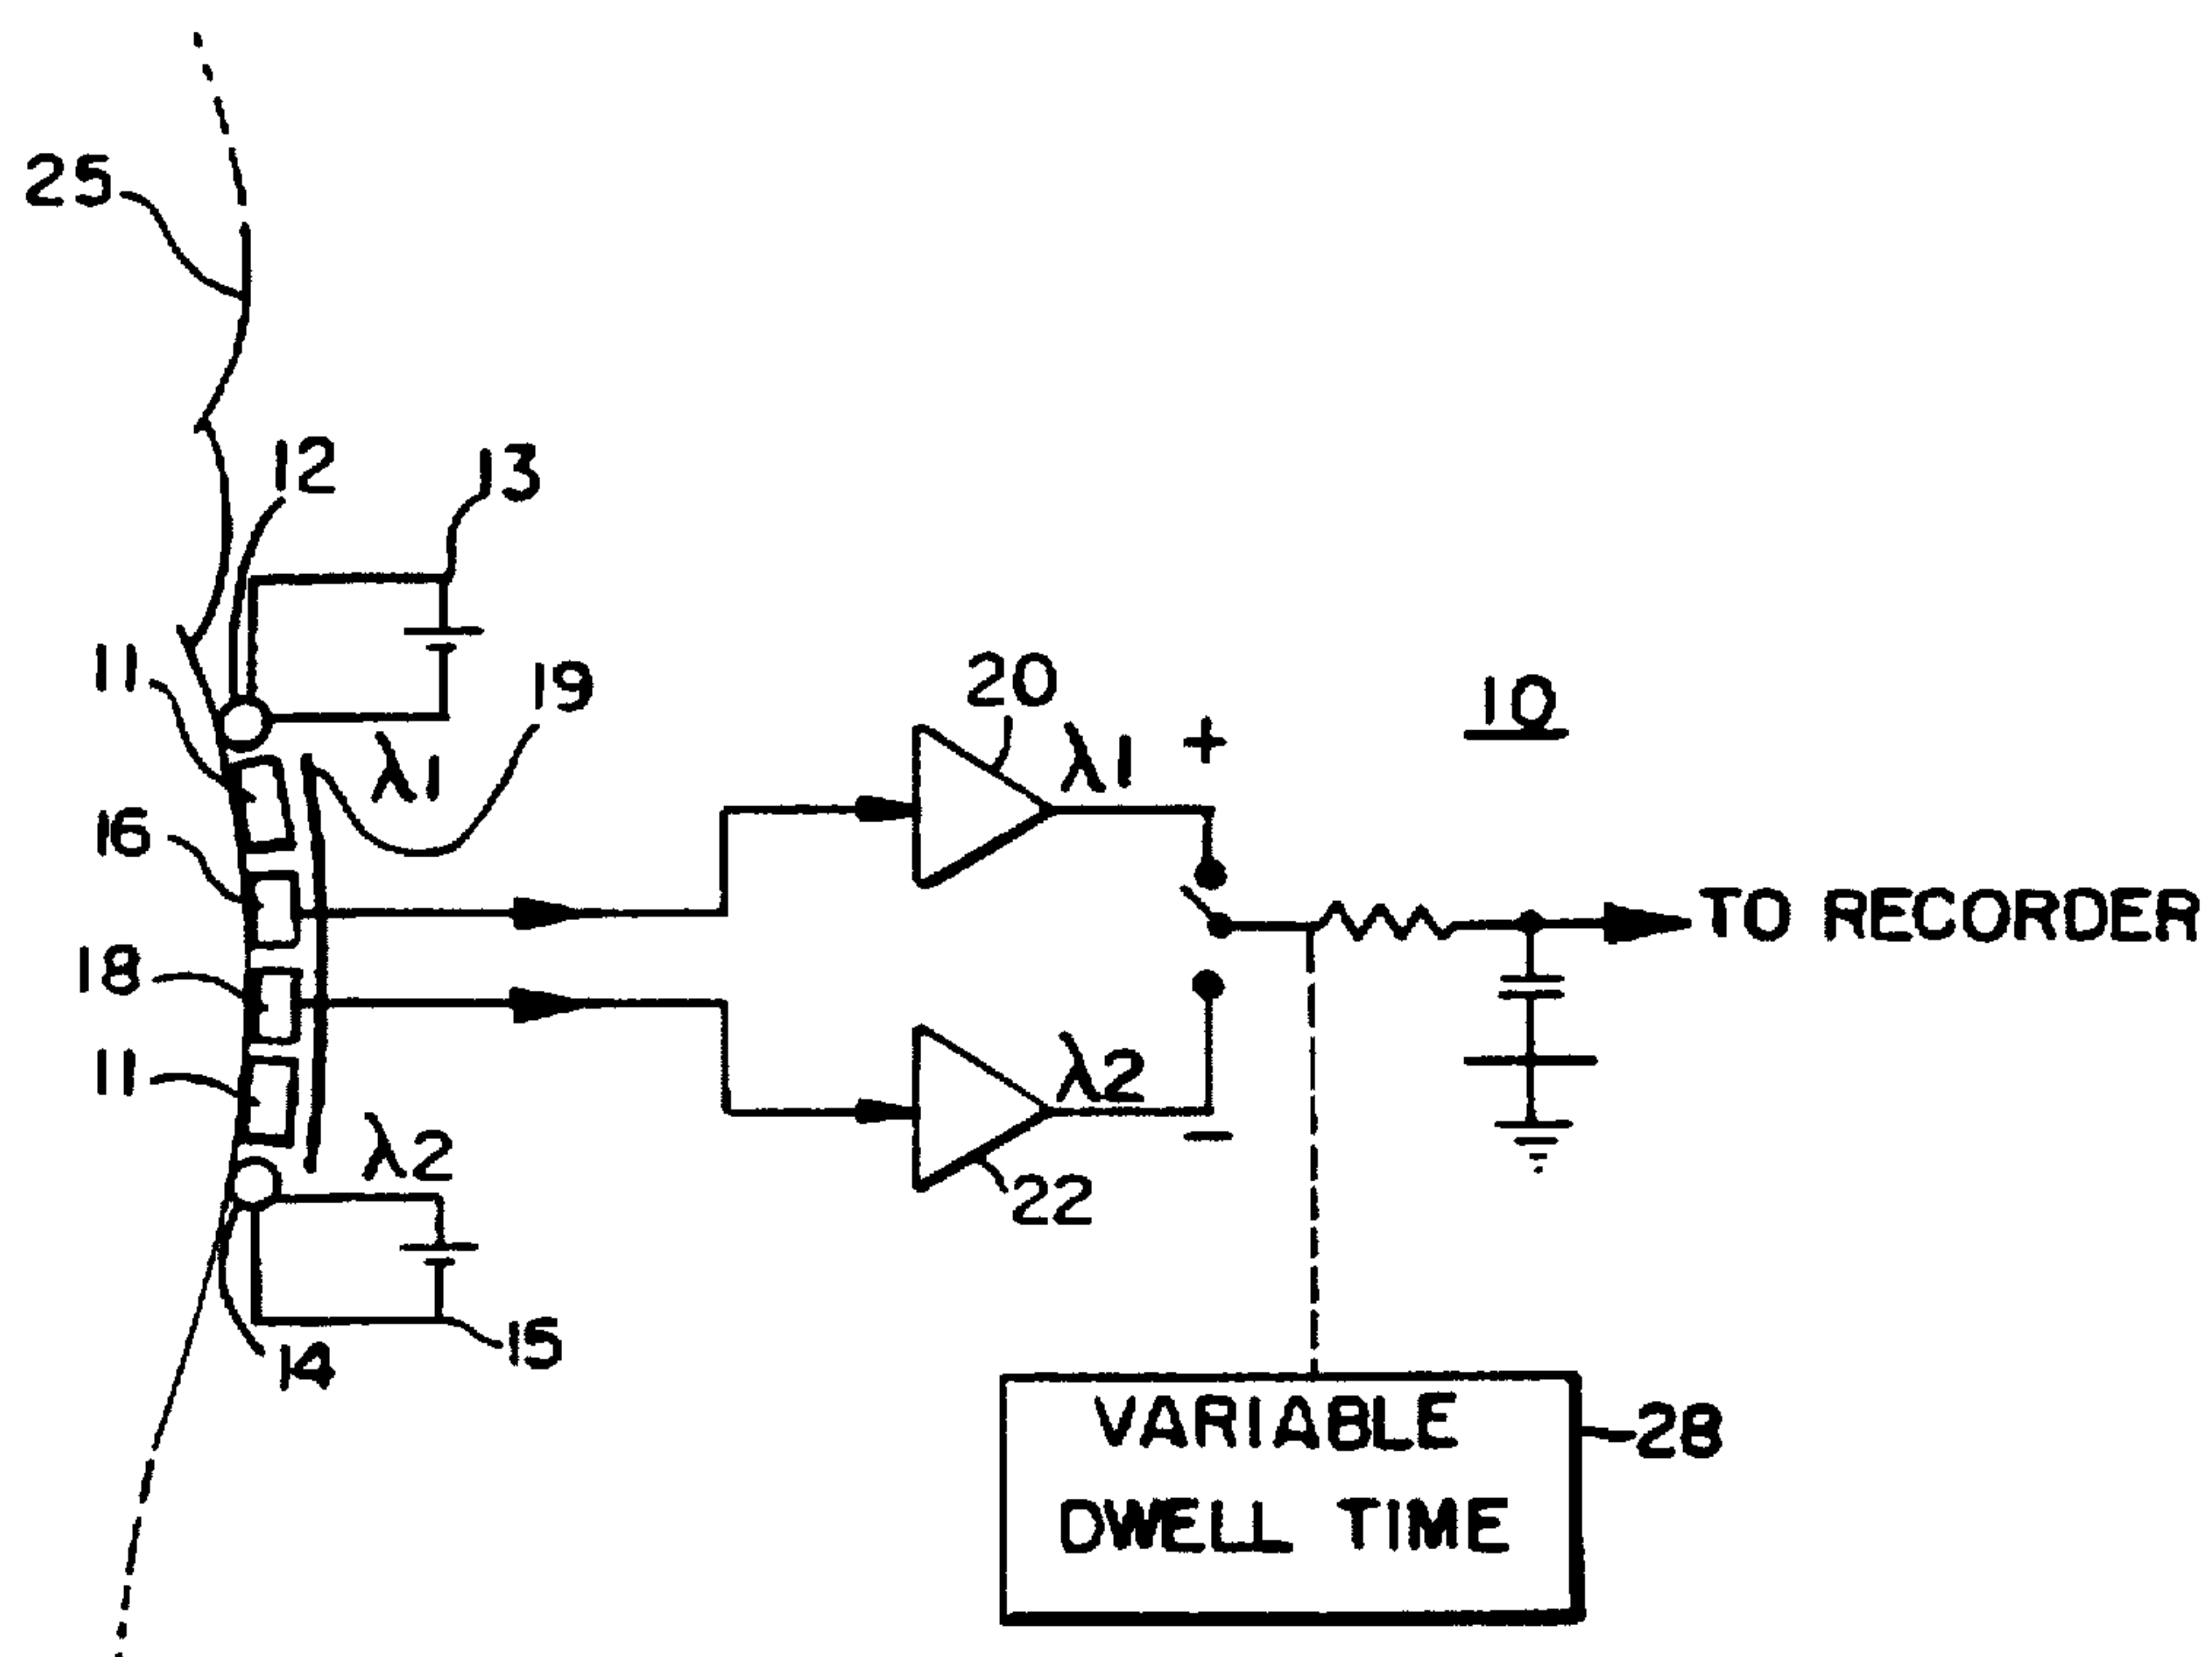 25
12
13
11
19
λ1
20
λ1
+
10
16
TO RECORDER
18
11
λ2
λ2
−
22
14
15
VARIABLE
DWELL TIME
28